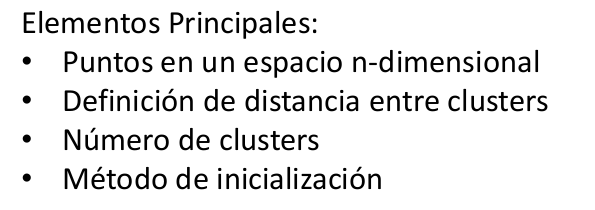 Elementos Principales:
• Puntos en un espacio n-dimensional
• Definición de distancia entre clusters
• Número de clusters
• Método de inicialización